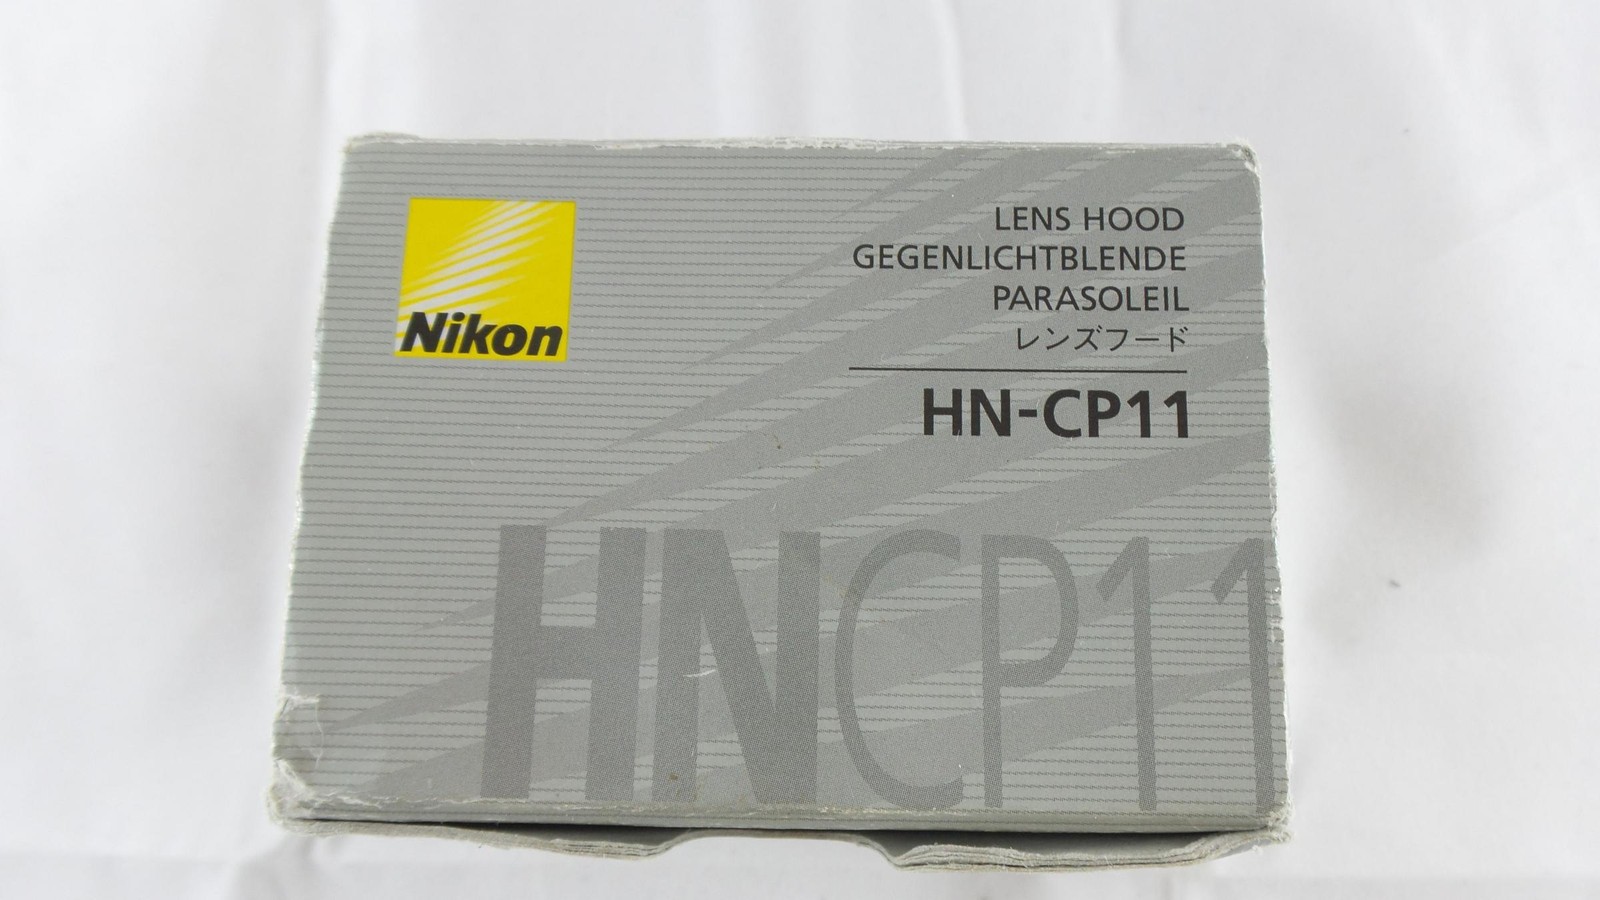 Nikon
LENS HOOD
GEGENLICHTBLENDE
PARASOLEIL
レンズフード
HN-CP11
HNCP11